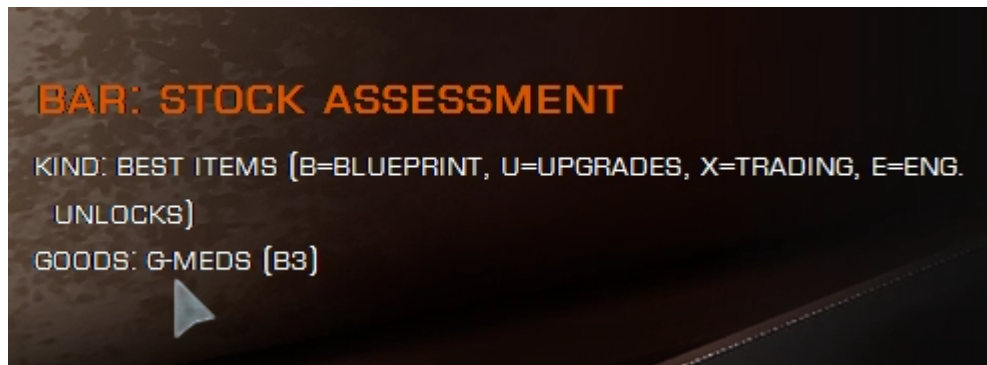 BAR: STOCK ASSESSMENT
KIND: BEST ITEMS (B=BLUEPRINT, U=UPGRADES, X=TRADING, E=ENG.
UNLOCKS)
GOODS: G-MEDS (B3)